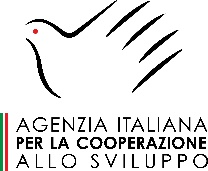 AGENZIA ITALIANA
PER LA COOPERAZIONE
ALLO SVILUPPO